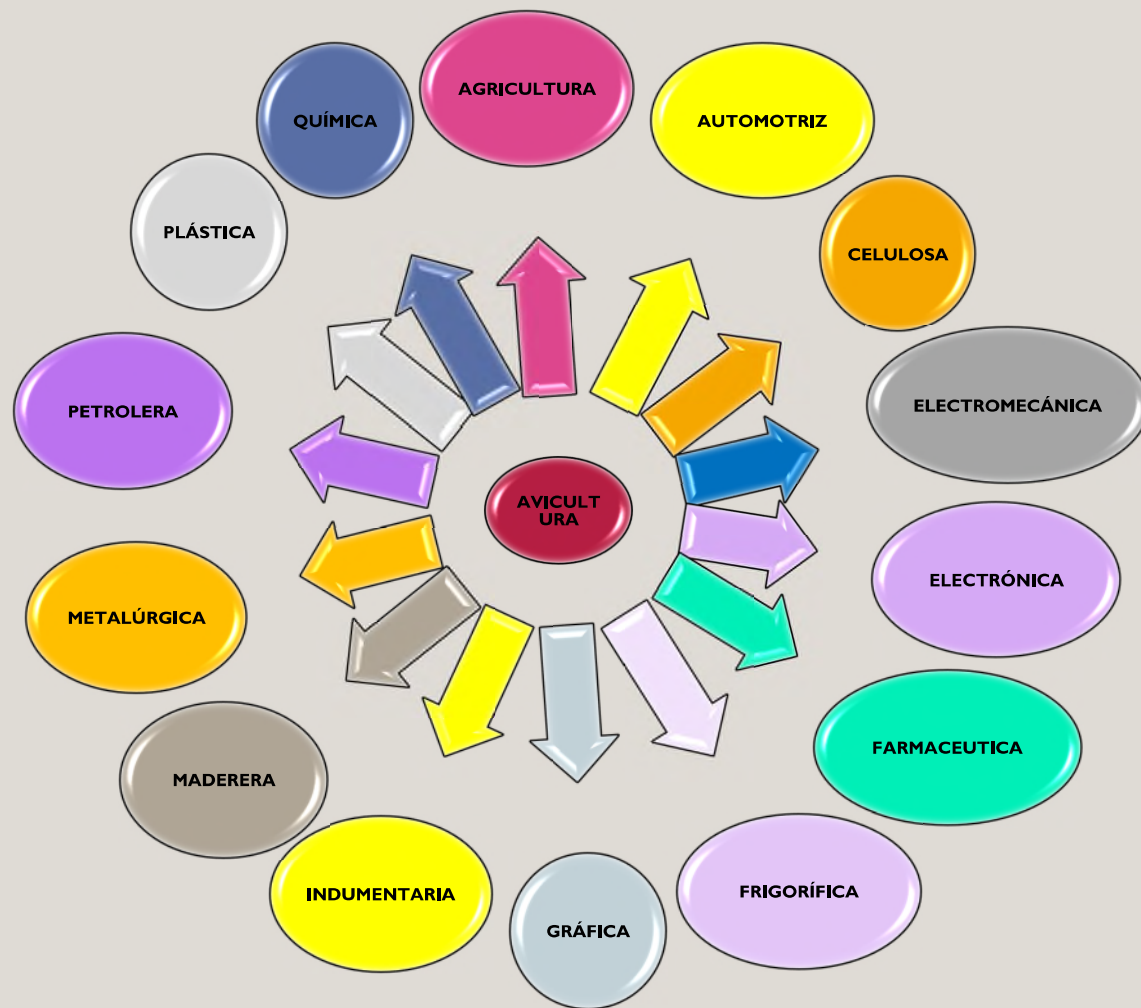 AGRICULTURA
AUTOMOTRIZ
CELULOSA
ELECTROMECÁNICA
ELECTRÓNICA
FARMACEUTICA
FRIGORÍFICA
GRÁFICA
INDUMENTARIA
MADERERA
METALÚRGICA
PETROLERA
PLÁSTICA
QUÍMICA
AVICULT
URA